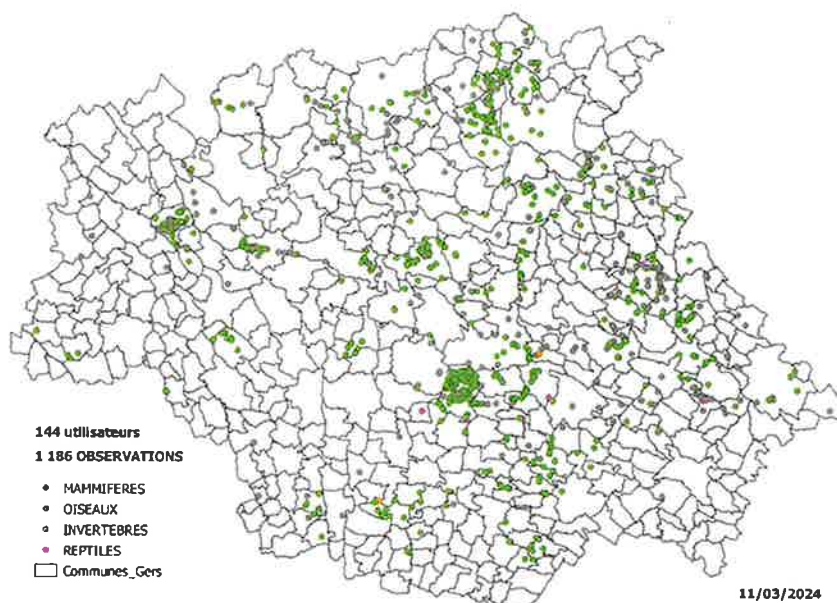 144 utilisateurs
1 186 OBSERVATIONS
MAMMIFERES
OISEAUX
INVERTEBRES
REPTILES
Communes_Gers
11/03/2024